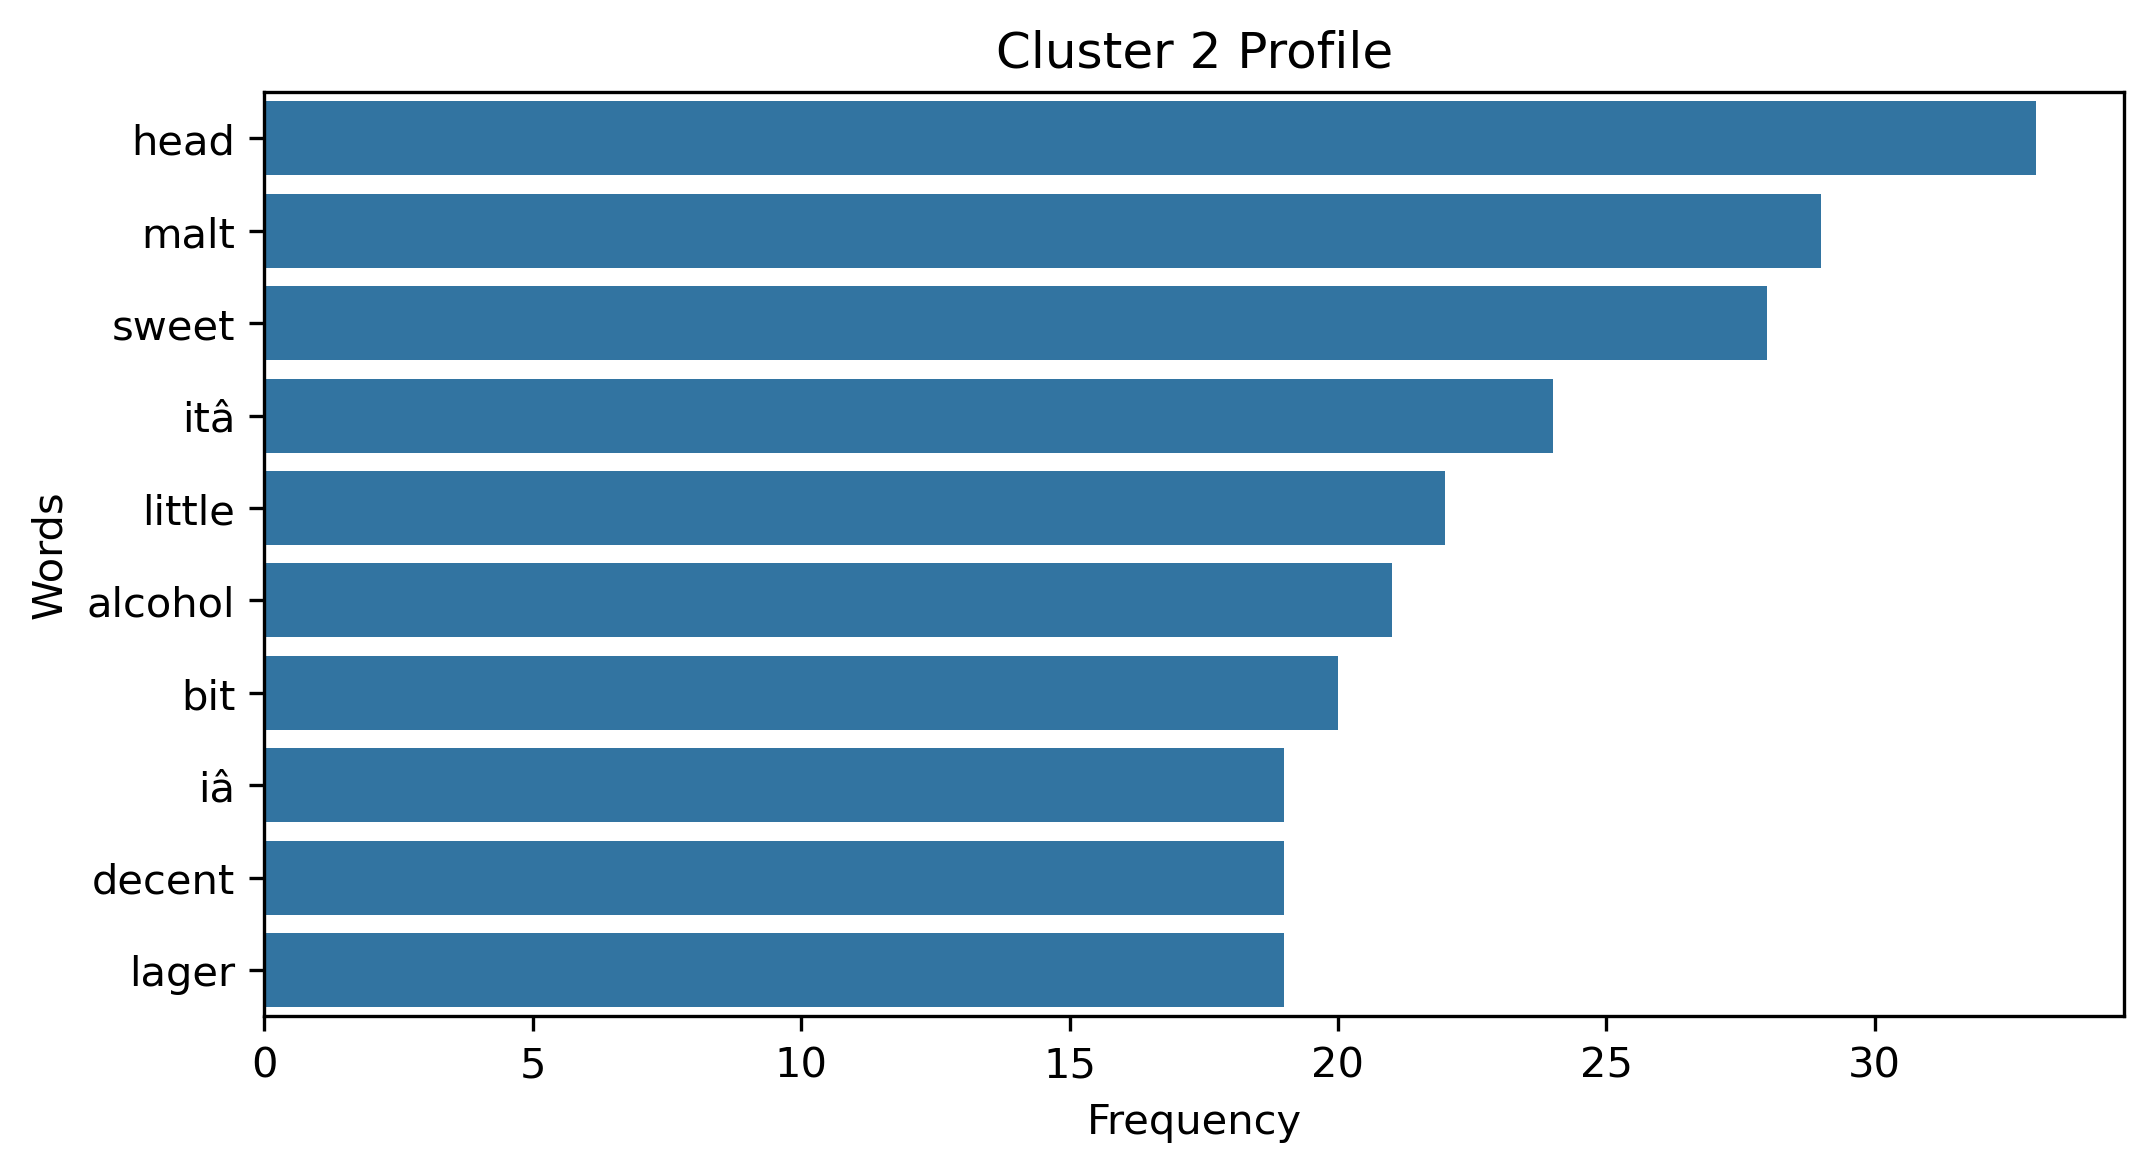 Cluster 2 Profile
Words
head
malt
sweet
itâ
little
alcohol
bit
iâ
decent
lager
0 5 10 15 20 25 30
Frequency